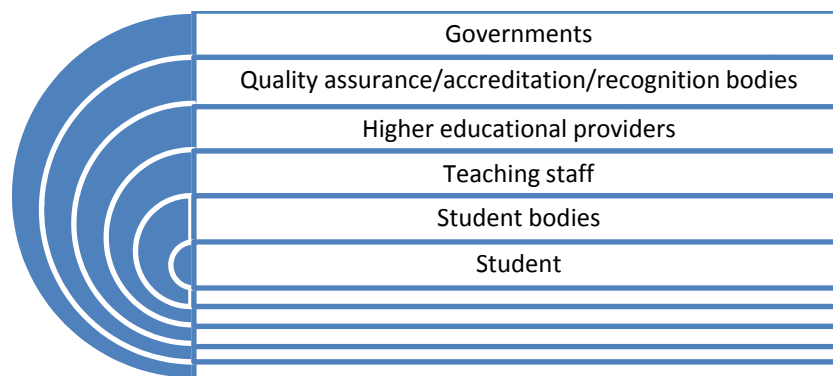 Governments
Quality assurance/accreditation/recognition bodies
Higher educational providers
Teaching staff
Student bodies
Student